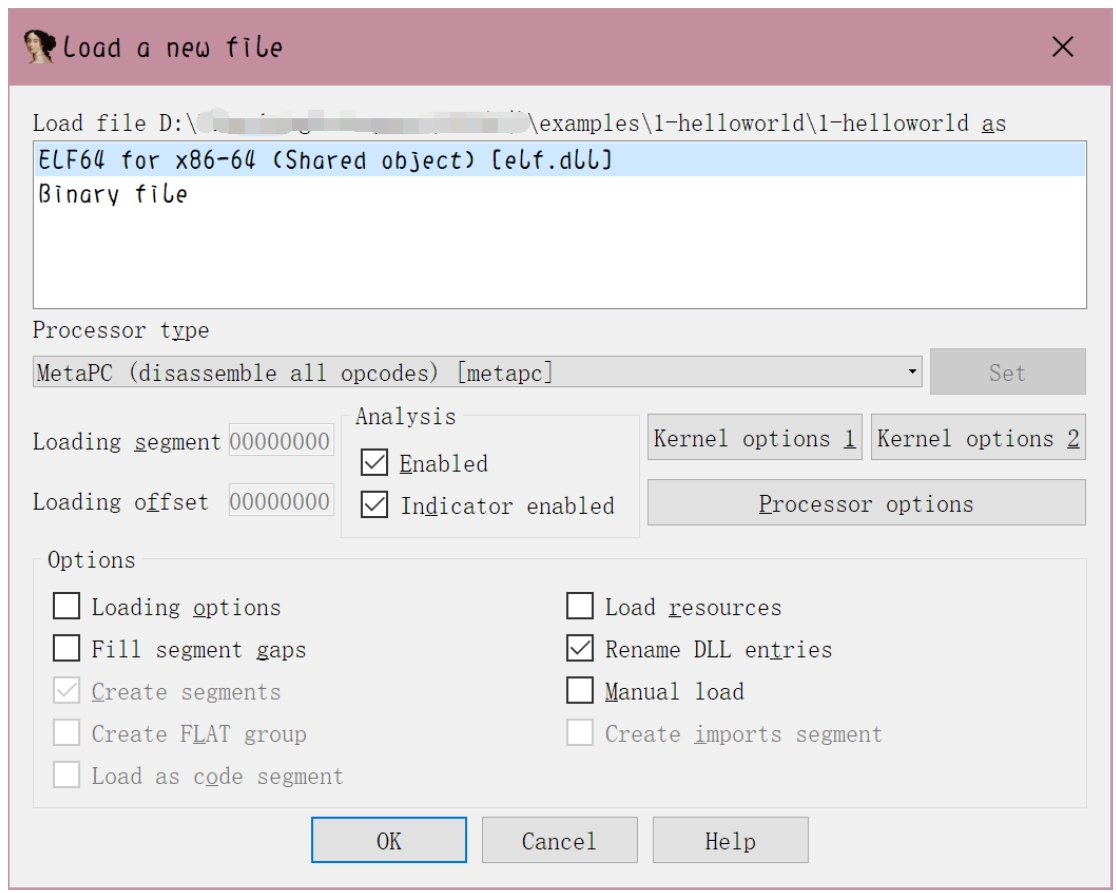 Load a new file
Load file D:\ \examples\1-helloworld\1-helloworld as
ELF64 for x86-64 (Shared object) [elf.dll]
Binary file
Processor type
MetaPC (disassemble all opcodes) [metapc]
Set
Loading segment 00000000
Loading offset 00000000
Analysis
Enabled
Indicator enabled
Kernel options 1
Kernel options 2
Processor options
Options
Loading options
Fill segment gaps
Create segments
Create FLAT group
Load as code segment
Load resources
Rename DLL entries
Manual load
Create imports segment
OK
Cancel
Help